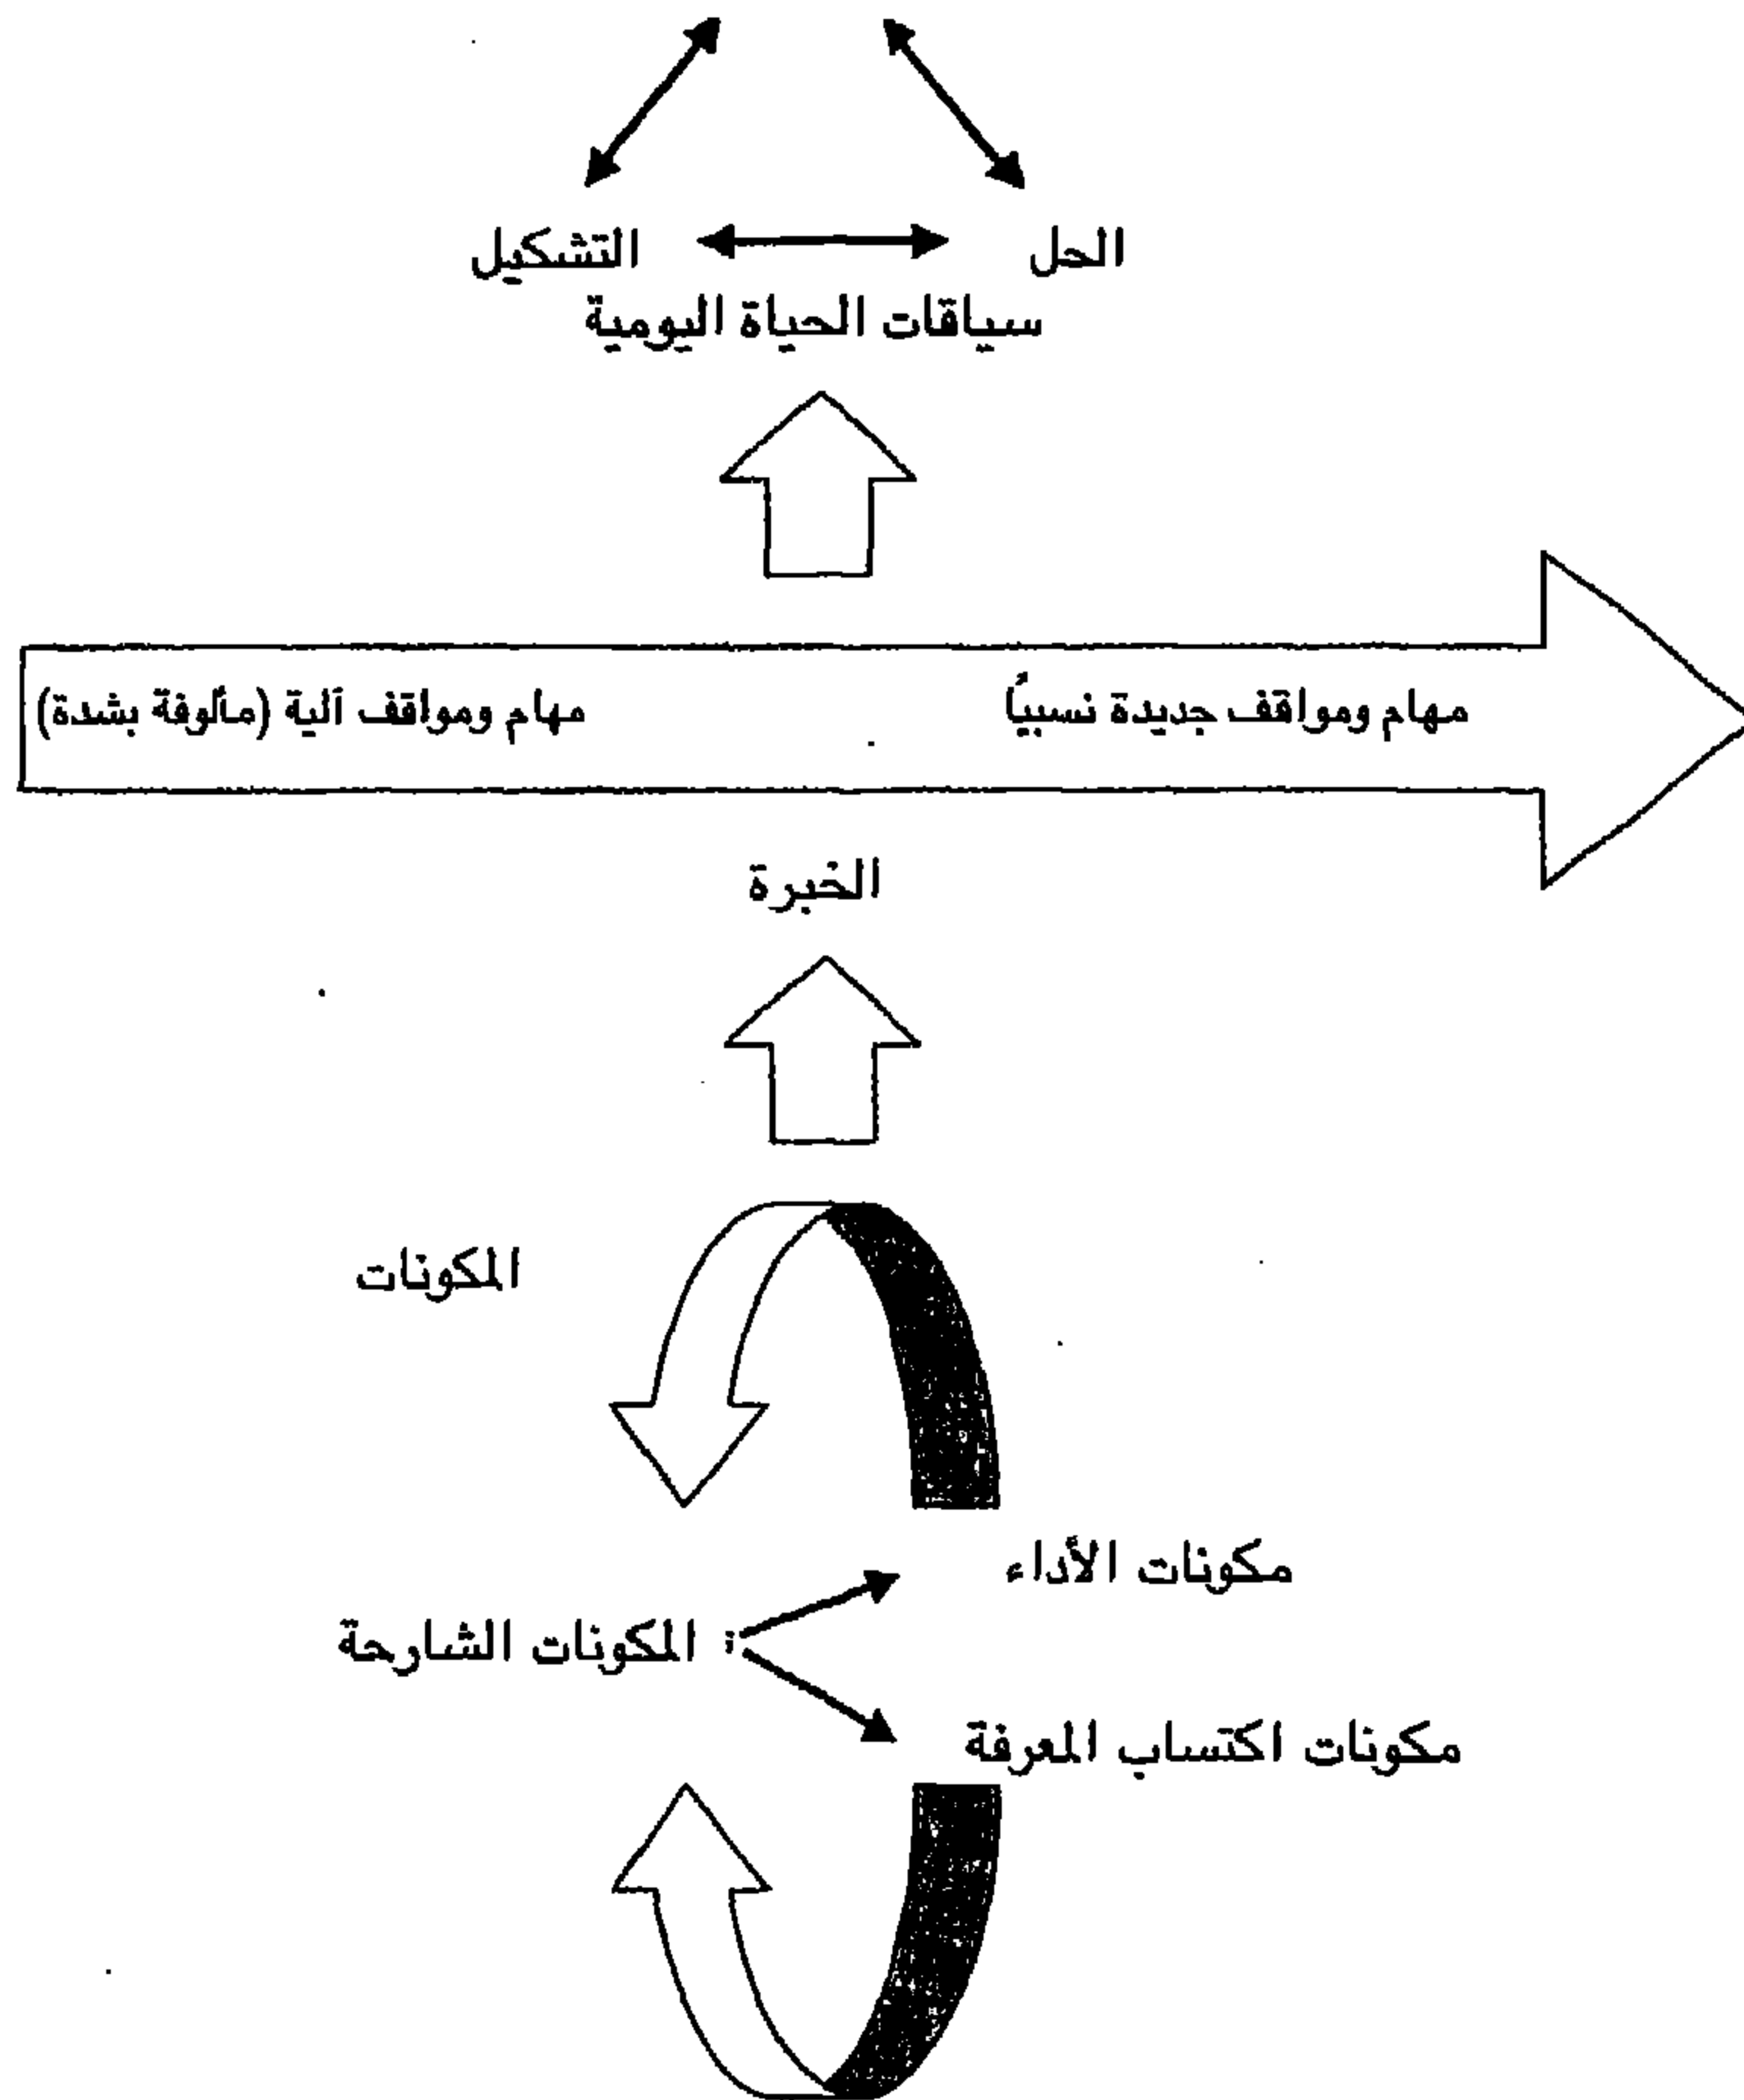 الحل
التشكيل
سياقات الحياة اليومية
مهام ومواقف جديدة نسبياً
مهام ومواقف آلية (مألوفة بشدة)
الخبرة
المكونات
مكونات الأداء
المكونات الشارحة :
مكونات اكتساب المعرفة